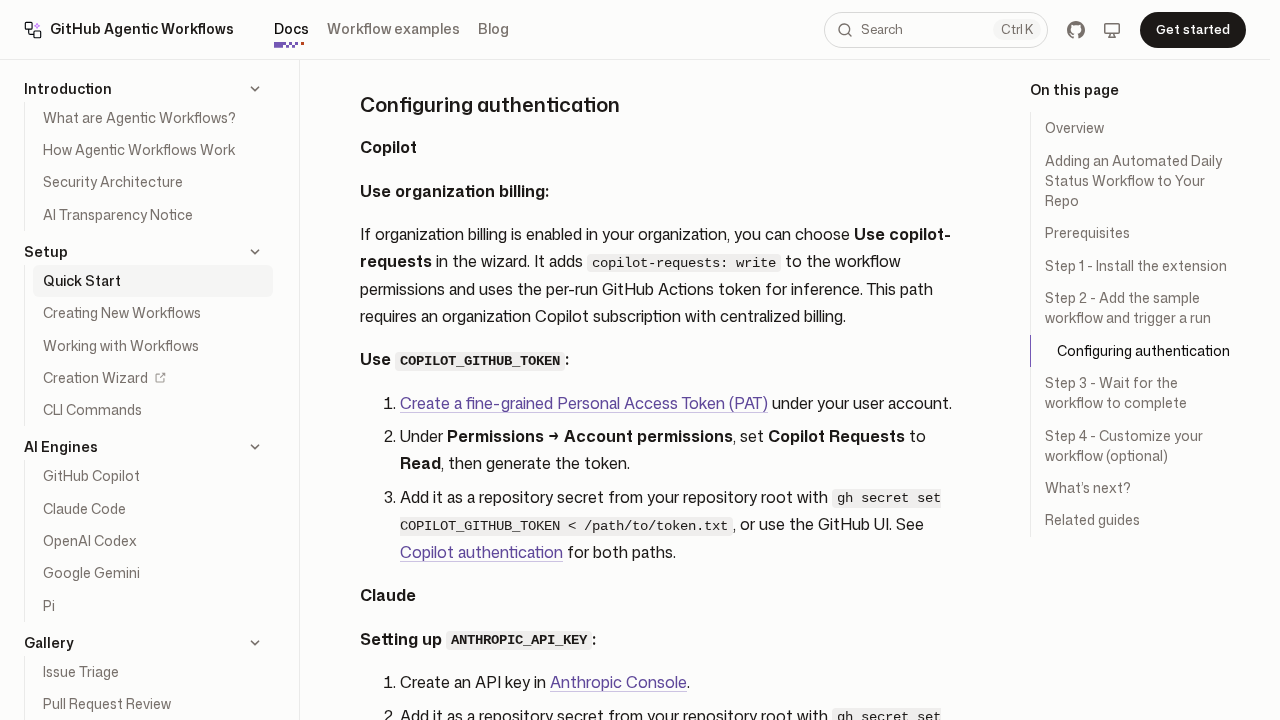 GitHub Agentic Workflows
Docs
Workflow examples
Blog
Search
Ctrl K
Get started
Introduction
What are Agentic Workflows?
How Agentic Workflows Work
Security Architecture
AI Transparency Notice
Setup
Quick Start
Creating New Workflows
Working with Workflows
Creation Wizard
CLI Commands
AI Engines
GitHub Copilot
Claude Code
OpenAI Codex
Google Gemini
Pi
Gallery
Issue Triage
Pull Request Review
Configuring authentication
Copilot
Use organization billing:
If organization billing is enabled in your organization, you can choose Use copilot-
requests in the wizard. It adds copilot-requests: write to the workflow
permissions and uses the per-run GitHub Actions token for inference. This path
requires an organization Copilot subscription with centralized billing.
Use COPILOT_GITHUB_TOKEN:
1. Create a fine-grained Personal Access Token (PAT) under your user account.
2. Under Permissions → Account permissions, set Copilot Requests to
Read, then generate the token.
3. Add it as a repository secret from your repository root with gh secret set
COPILOT_GITHUB_TOKEN < /path/to/token.txt, or use the GitHub UI. See
Copilot authentication for both paths.
Claude
Setting up ANTHROPIC_API_KEY:
1. Create an API key in Anthropic Console.
2. Add it as a repository secret from your repository root with gh secret set
On this page
Overview
Adding an Automated Daily
Status Workflow to Your
Repo
Prerequisites
Step 1 - Install the extension
Step 2 - Add the sample
workflow and trigger a run
Configuring authentication
Step 3 - Wait for the
workflow to complete
Step 4 - Customize your
workflow (optional)
What's next?
Related guides